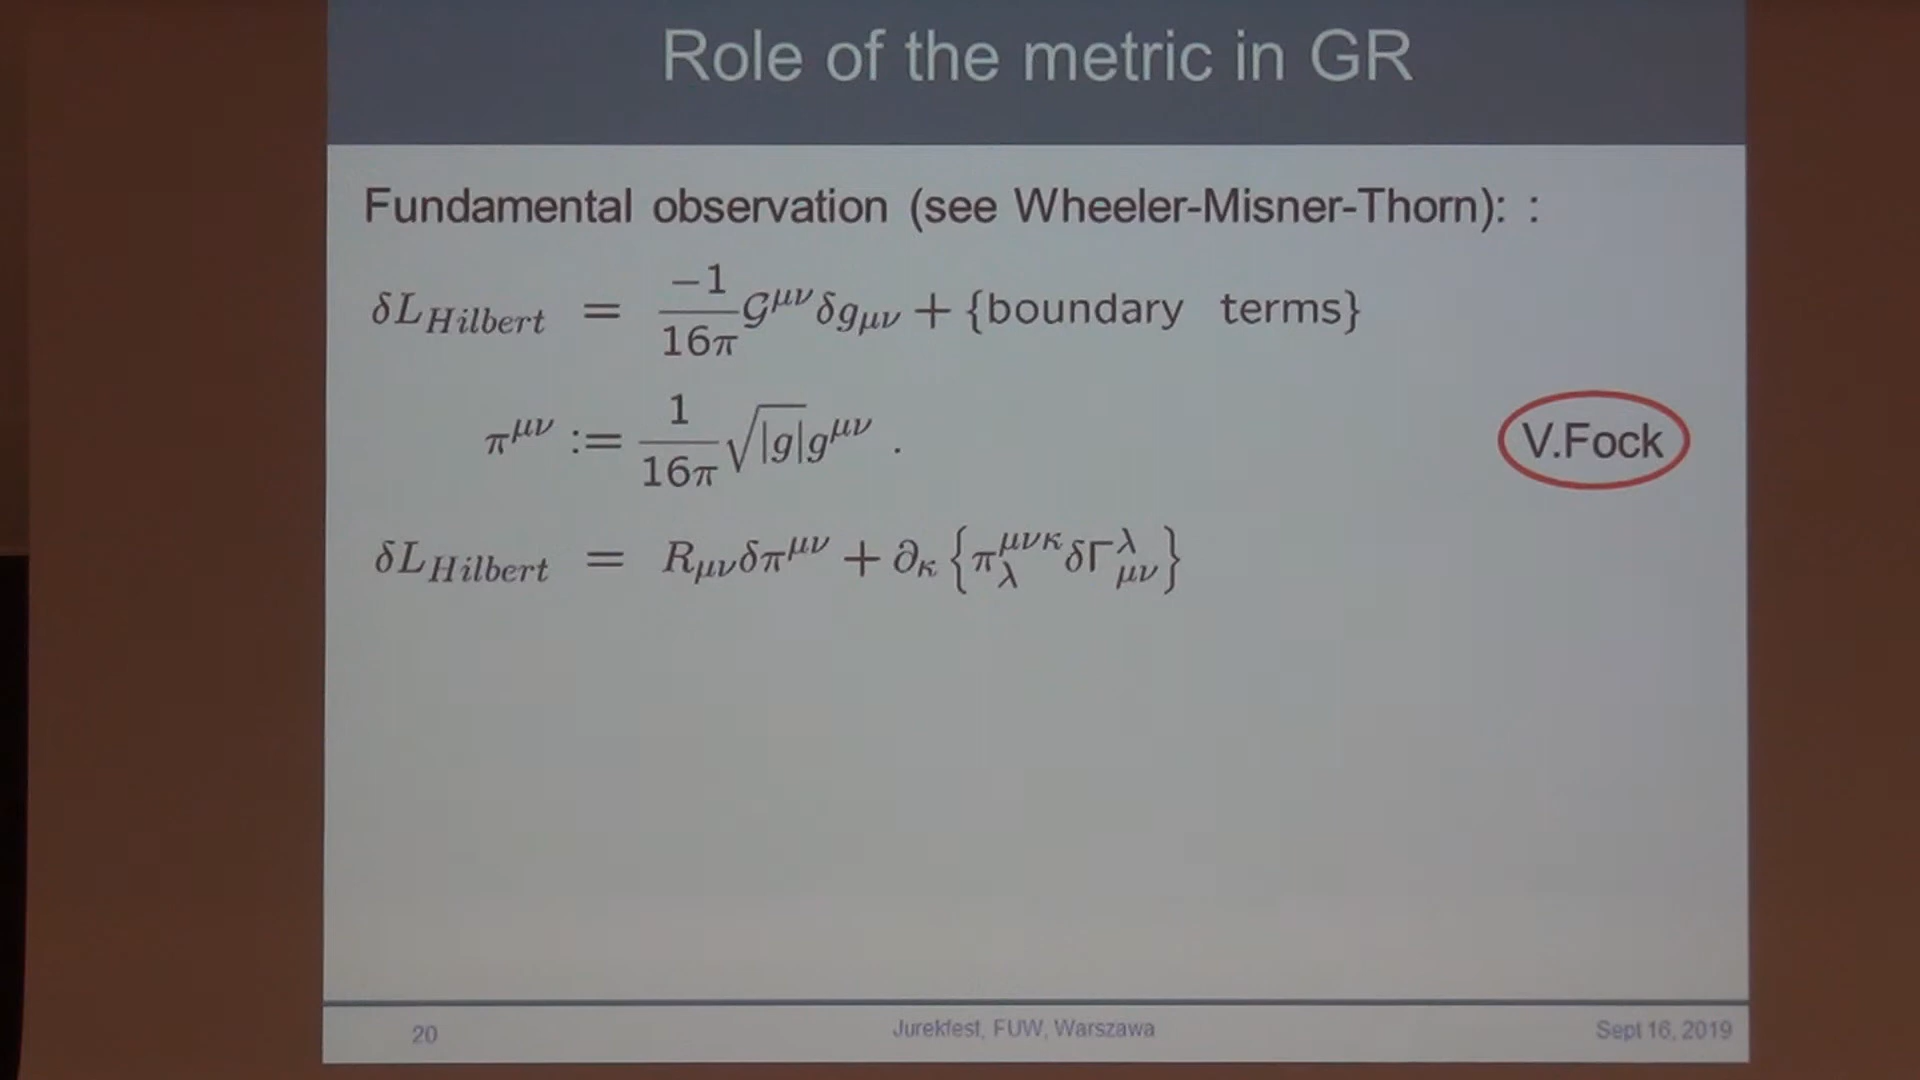 Role of the metric in GR
Fundamental observation (see Wheeler-Misner-Thorn): :
δL_{Hilbert} = \frac{-1}{16π} 𝒢^{μν} δg_{μν} + {boundary terms}
π^{μν} := \frac{1}{16π} \sqrt{|g|} g^{μν} .
V.Fock
δL_{Hilbert} = R_{μν} δπ^{μν} + ∂_κ {π_λ^{μνκ} δΓ^λ_{μν}}
20 Jurekfest, FUW, Warszawa Sept 16, 2019